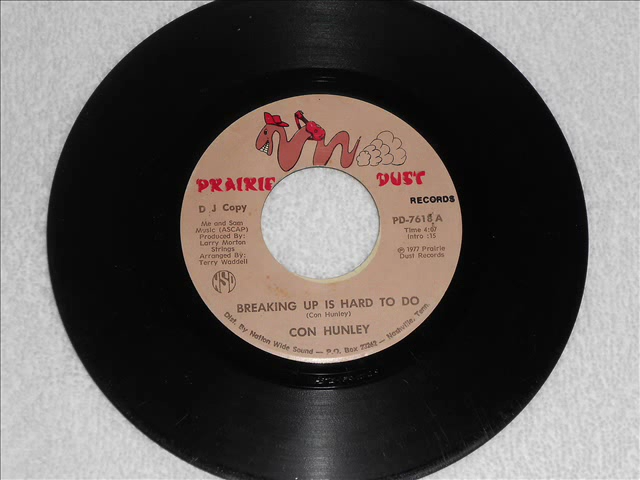 PRAIRIE DUST
RECORDS
D J Copy
Me and Sam
Music (ASCAP)
Produced By:
Larry Morton
Strings
Arranged By:
Terry Waddell
PD-7618 A
Time 4:07
Intro :15
℗ 1977 Prairie
Dust Records
NSD
BREAKING UP IS HARD TO DO
(Con Hunley)
CON HUNLEY
Dist. By Nation Wide Sound — P.O. Box — Nashville, Tenn.